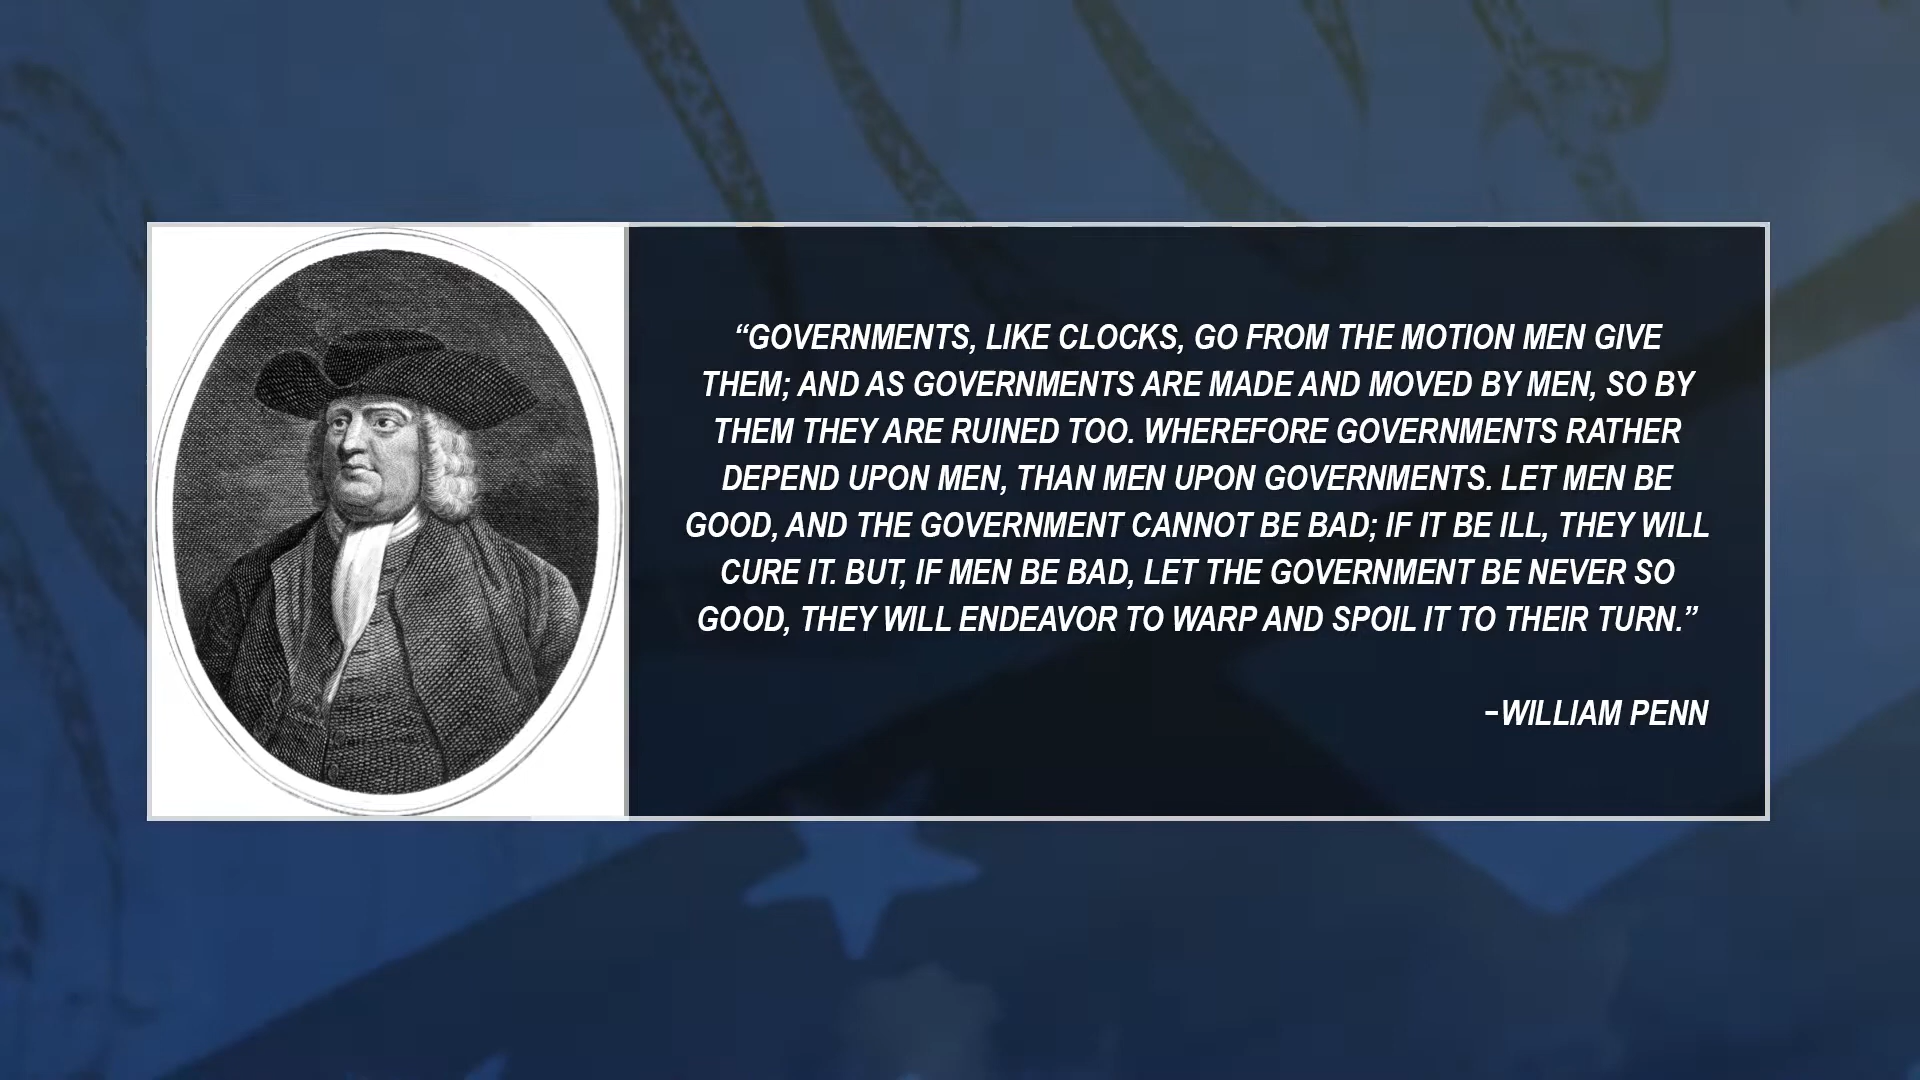 “GOVERNMENTS, LIKE CLOCKS, GO FROM THE MOTION MEN GIVE
THEM; AND AS GOVERNMENTS ARE MADE AND MOVED BY MEN, SO BY
THEM THEY ARE RUINED TOO. WHEREFORE GOVERNMENTS RATHER
DEPEND UPON MEN, THAN MEN UPON GOVERNMENTS. LET MEN BE
GOOD, AND THE GOVERNMENT CANNOT BE BAD; IF IT BE ILL, THEY WILL
CURE IT. BUT, IF MEN BE BAD, LET THE GOVERNMENT BE NEVER SO
GOOD, THEY WILL ENDEAVOR TO WARP AND SPOIL IT TO THEIR TURN.”
–WILLIAM PENN